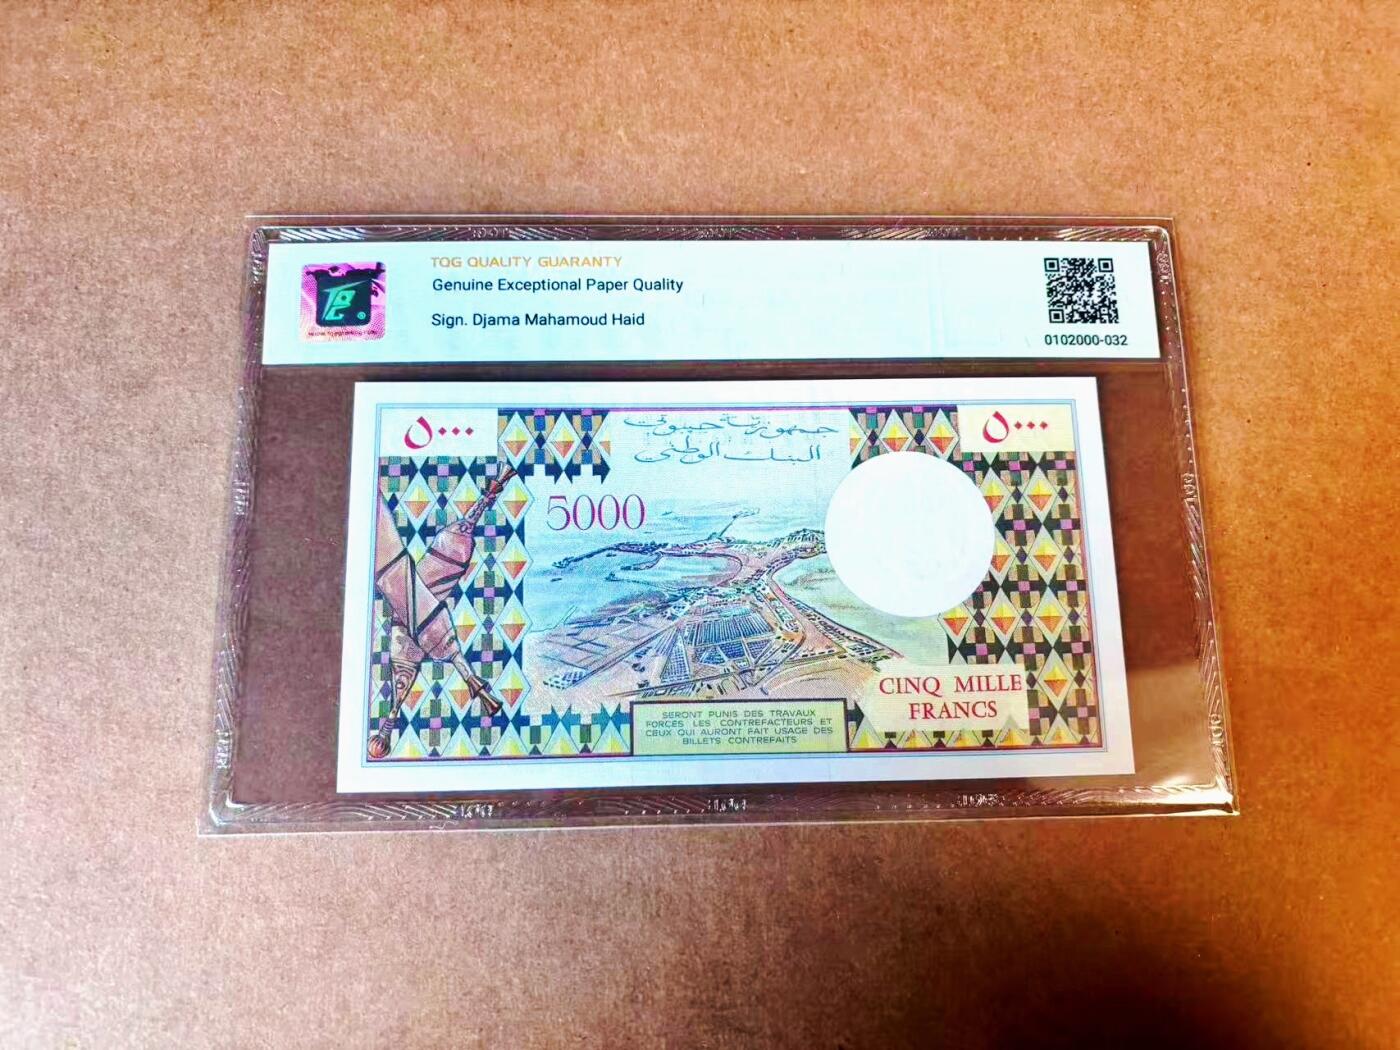 TQG QUALITY GUARANTY
Genuine Exceptional Paper Quality
Sign. Djama Mahamoud Haid
0102000-032
٥٠٠٠
جمهورية جيبوتي
٥٠٠٠
البنك الوطني
5000
CINQ MILLE
FRANCS
SERONT PUNIS DES TRAVAUX
FORCÉS LES CONTREFACTEURS ET
CEUX QUI AURONT FAIT USAGE DES
BILLETS CONTREFAITS